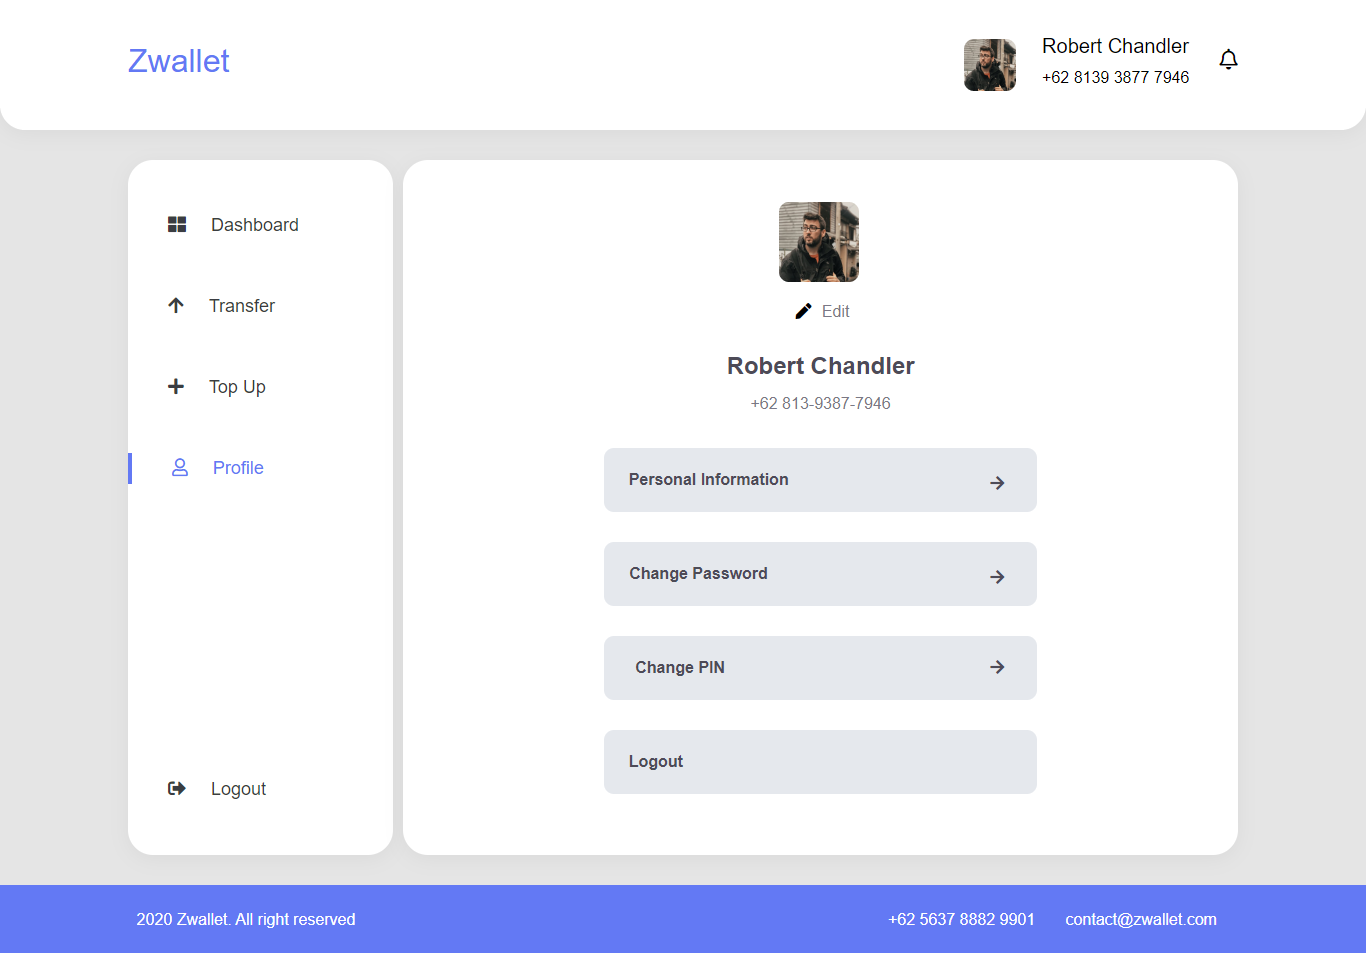 Zwallet
Robert Chandler
+62 8139 3877 7946
Dashboard
Transfer
Top Up
Profile
Logout
Edit
Robert Chandler
+62 813-9387-7946
Personal Information
Change Password
Change PIN
Logout
2020 Zwallet. All right reserved
+62 5637 8882 9901
contact@zwallet.com